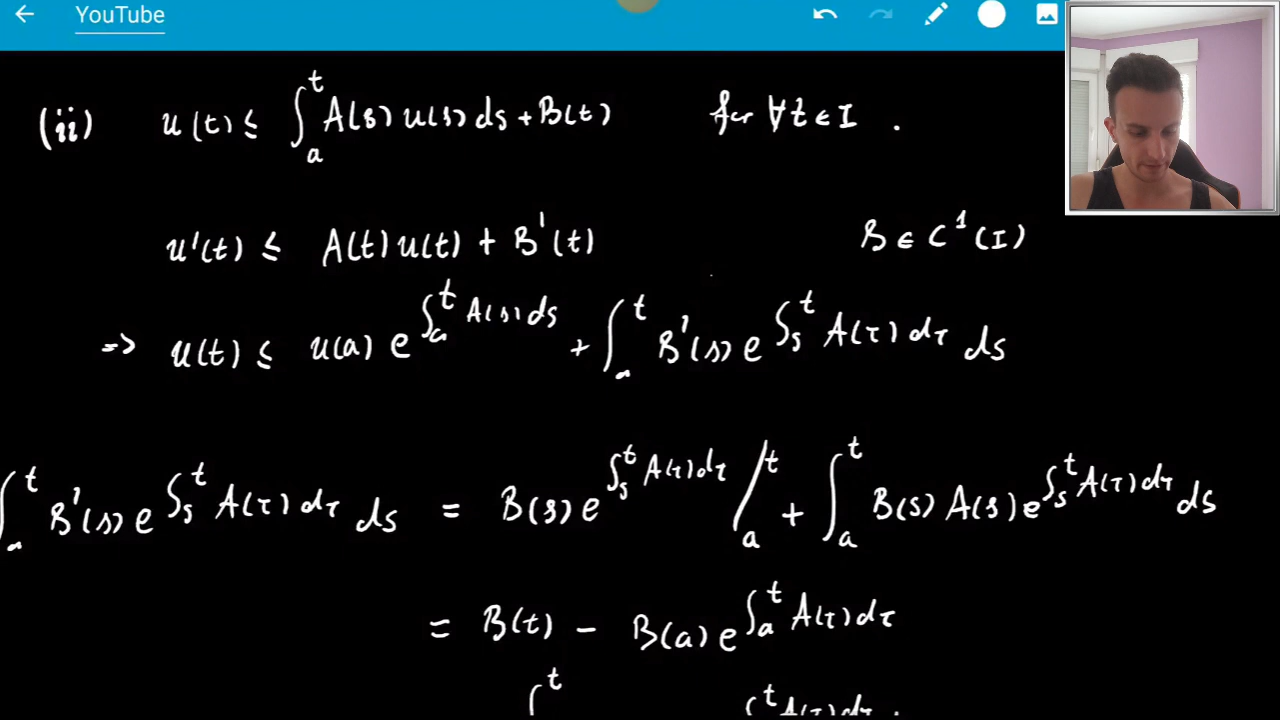 YouTube
(ii) u(t) ≤ ∫_a^t A(s) u(s) ds + B(t) for ∀t ∈ I .
u'(t) ≤ A(t) u(t) + B'(t) B ∈ C^1(I)
=> u(t) ≤ u(a) e^{∫_a^t A(s) ds} + ∫_a^t B'(s) e^{∫_s^t A(τ) dτ} ds
∫_a^t B'(s) e^{∫_s^t A(τ) dτ} ds = B(s) e^{∫_s^t A(τ) dτ} /_a^t + ∫_a^t B(s) A(s) e^{∫_s^t A(τ) dτ} ds
= B(t) - B(a) e^{∫_a^t A(τ) dτ}